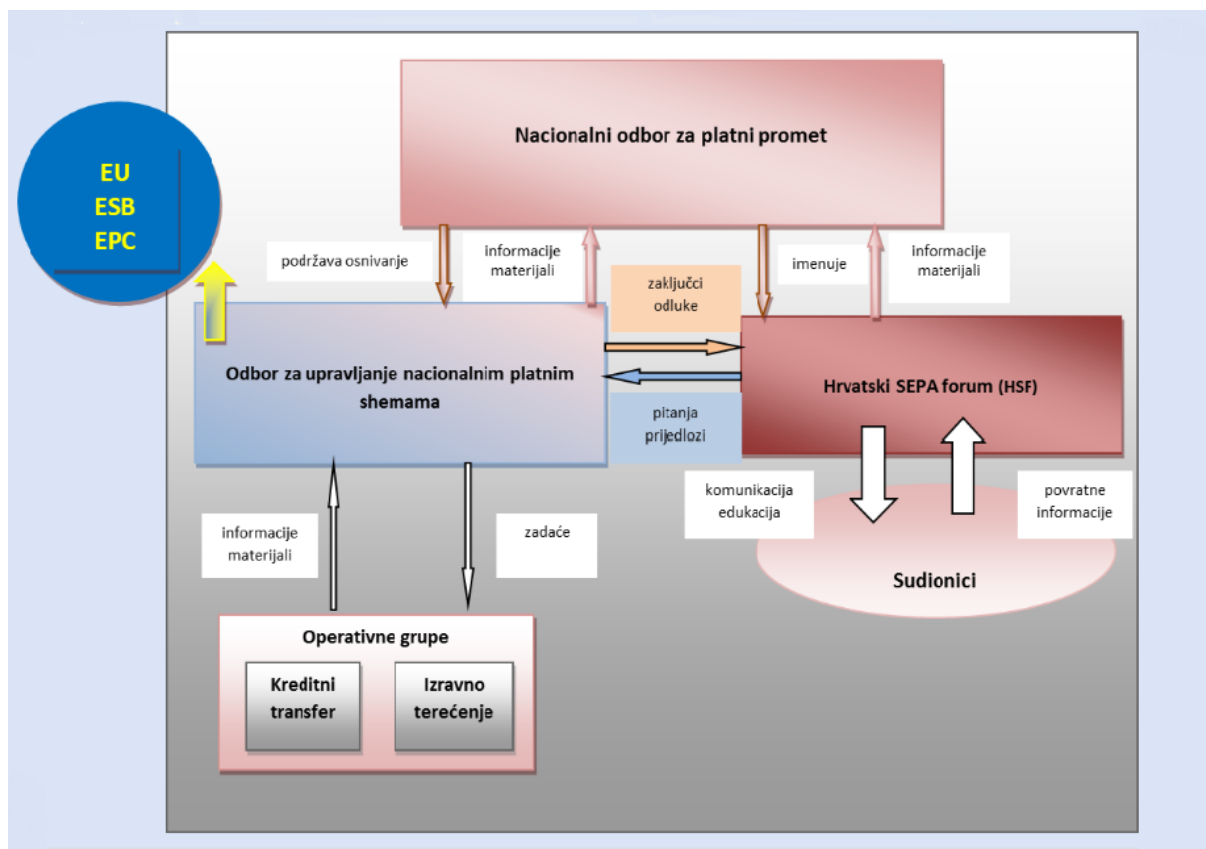 Nacionalni odbor za platni promet
EU
ESB
EPC
podržava osnivanje
informacije
materijali
imenuje
informacije
materijali
zaključci
odluke
Odbor za upravljanje nacionalnim platnim
shemama
Hrvatski SEPA forum (HSF)
pitanja
prijedlozi
komunikacija
edukacija
povratne
informacije
informacije
materijali
zadaće
Sudionici
Operativne grupe
Kreditni
transfer
Izravno
terećenje